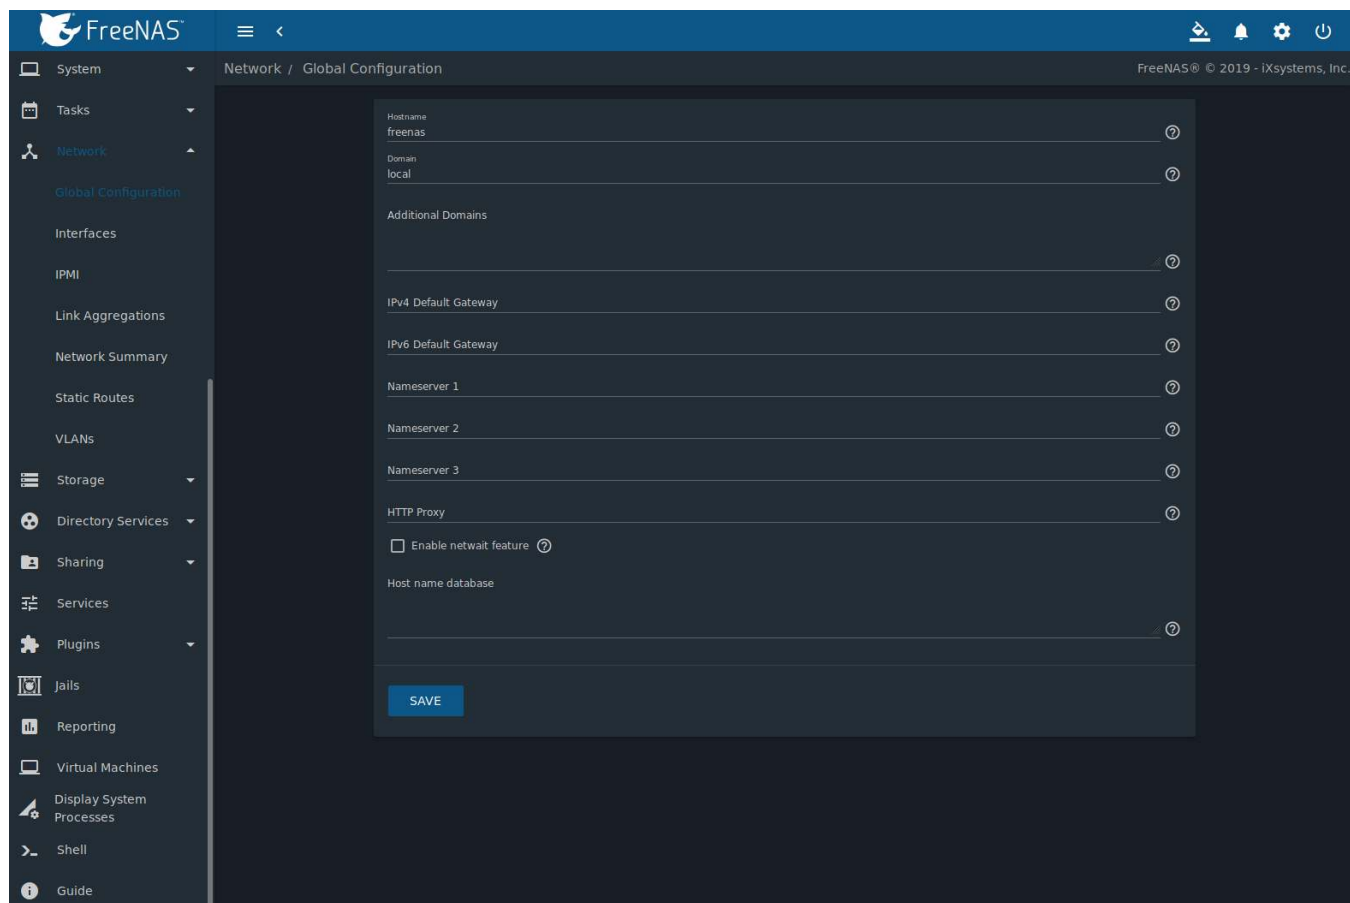 FreeNAS
System
Network / Global Configuration
FreeNAS® © 2019 - iXsystems, Inc.
Tasks
Network
Global Configuration
Interfaces
IPMI
Link Aggregations
Network Summary
Static Routes
VLANs
Storage
Directory Services
Sharing
Services
Plugins
Jails
Reporting
Virtual Machines
Display System
Processes
Shell
Guide
Hostname
freenas
Domain
local
Additional Domains
IPv4 Default Gateway
IPv6 Default Gateway
Nameserver 1
Nameserver 2
Nameserver 3
HTTP Proxy
Enable netwait feature
Host name database
SAVE